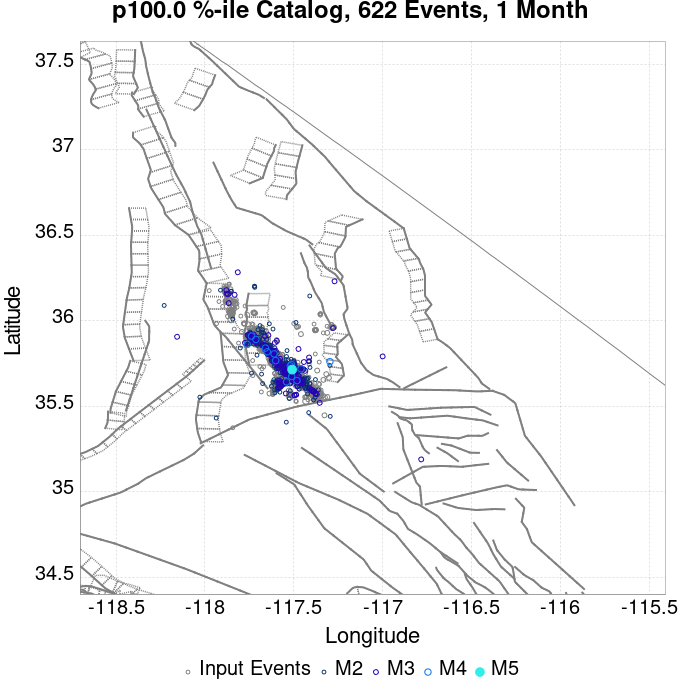 p100.0 %-ile Catalog, 622 Events, 1 Month
37.5
37
36.5
36
35.5
35
34.5
Latitude
-118.5 -118 -117.5 -117 -116.5 -116 -115.5
Longitude
Input Events M2 M3 M4 M5